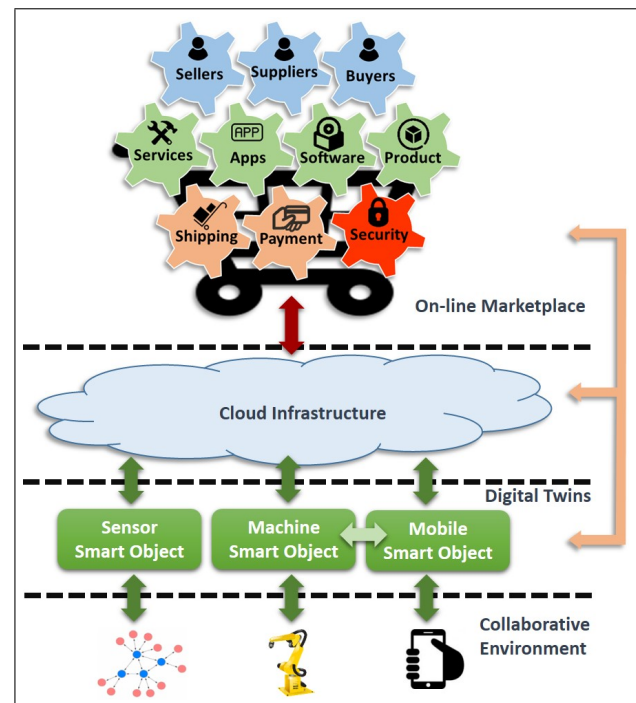 Sellers
Suppliers
Buyers
Services
APP
Apps
Software
Product
Shipping
Payment
Security
On-line Marketplace
Cloud Infrastructure
Digital Twins
Sensor
Smart Object
Machine
Smart Object
Mobile
Smart Object
Collaborative
Environment